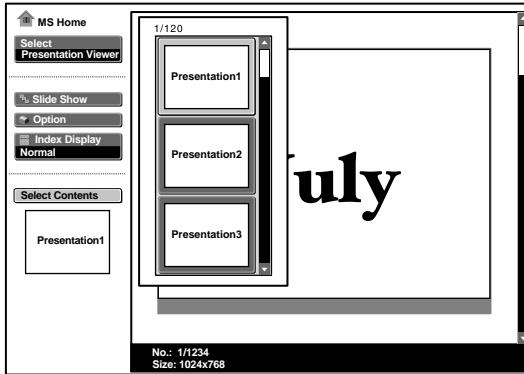 MS Home
Select
Presentation Viewer
Slide Show
Option
Index Display
Normal
Select Contents
Presentation1
1/120
Presentation1
Presentation2
Presentation3
uly
No.: 1/1234
Size: 1024x768